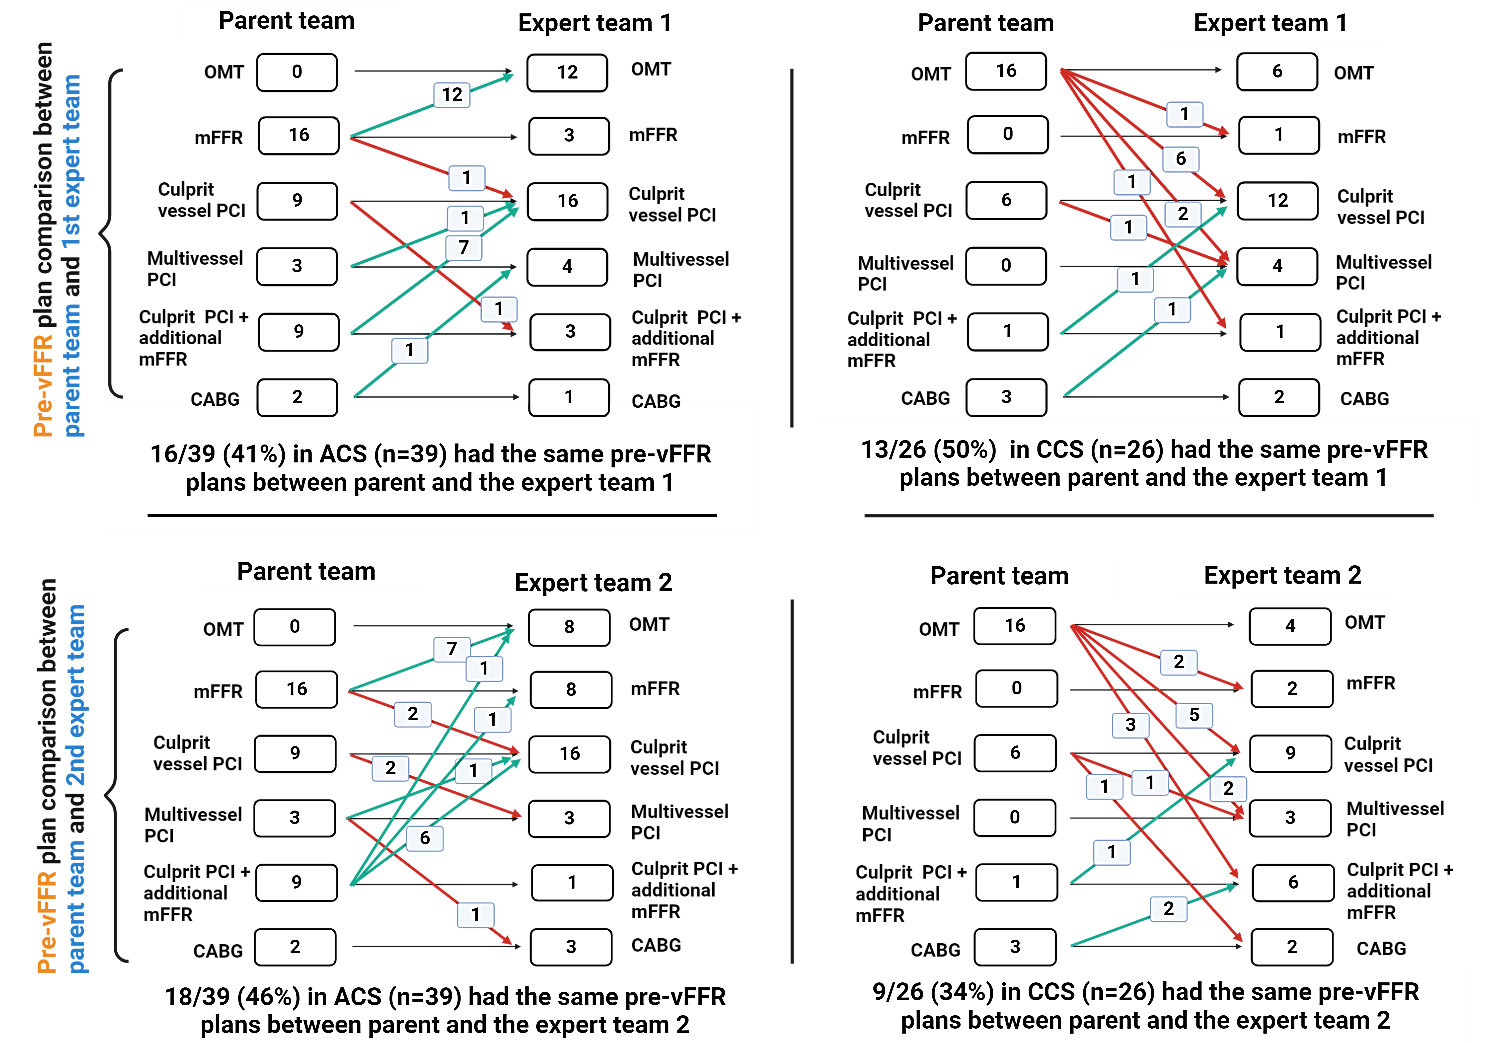 Pre-vFFR plan comparison between
parent team and 1st expert team
Parent team
Expert team 1
OMT
0
12
OMT
12
mFFR
16
3
mFFR
1
Culprit
vessel PCI
9
16
Culprit
vessel PCI
1
7
Multivessel
PCI
3
4
Multivessel
PCI
1
Culprit PCI +
additional
mFFR
9
3
Culprit PCI +
additional
mFFR
1
CABG
2
1
CABG
16/39 (41%) in ACS (n=39) had the same pre-vFFR
plans between parent and the expert team 1
Parent team
Expert team 1
OMT
16
6
OMT
1
mFFR
0
1
mFFR
6
1
Culprit
vessel PCI
6
12
Culprit
vessel PCI
2
1
Multivessel
PCI
0
4
Multivessel
PCI
1
1
Culprit PCI +
additional
mFFR
1
1
Culprit PCI +
additional
mFFR
CABG
3
2
CABG
13/26 (50%) in CCS (n=26) had the same pre-vFFR
plans between parent and the expert team 1
Pre-vFFR plan comparison between
parent team and 2nd expert team
Parent team
Expert team 2
OMT
0
8
OMT
7
1
mFFR
16
8
mFFR
2
1
Culprit
vessel PCI
9
16
Culprit
vessel PCI
2
1
Multivessel
PCI
3
3
Multivessel
PCI
6
Culprit PCI +
additional
mFFR
9
1
Culprit PCI +
additional
mFFR
1
CABG
2
3
CABG
18/39 (46%) in ACS (n=39) had the same pre-vFFR
plans between parent and the expert team 2
Parent team
Expert team 2
OMT
16
4
OMT
2
mFFR
0
2
mFFR
5
3
Culprit
vessel PCI
6
9
Culprit
vessel PCI
1
1
2
Multivessel
PCI
0
3
Multivessel
PCI
1
Culprit PCI +
additional
mFFR
1
6
Culprit PCI +
additional
mFFR
2
CABG
3
2
CABG
9/26 (34%) in CCS (n=26) had the same pre-vFFR
plans between parent and the expert team 2